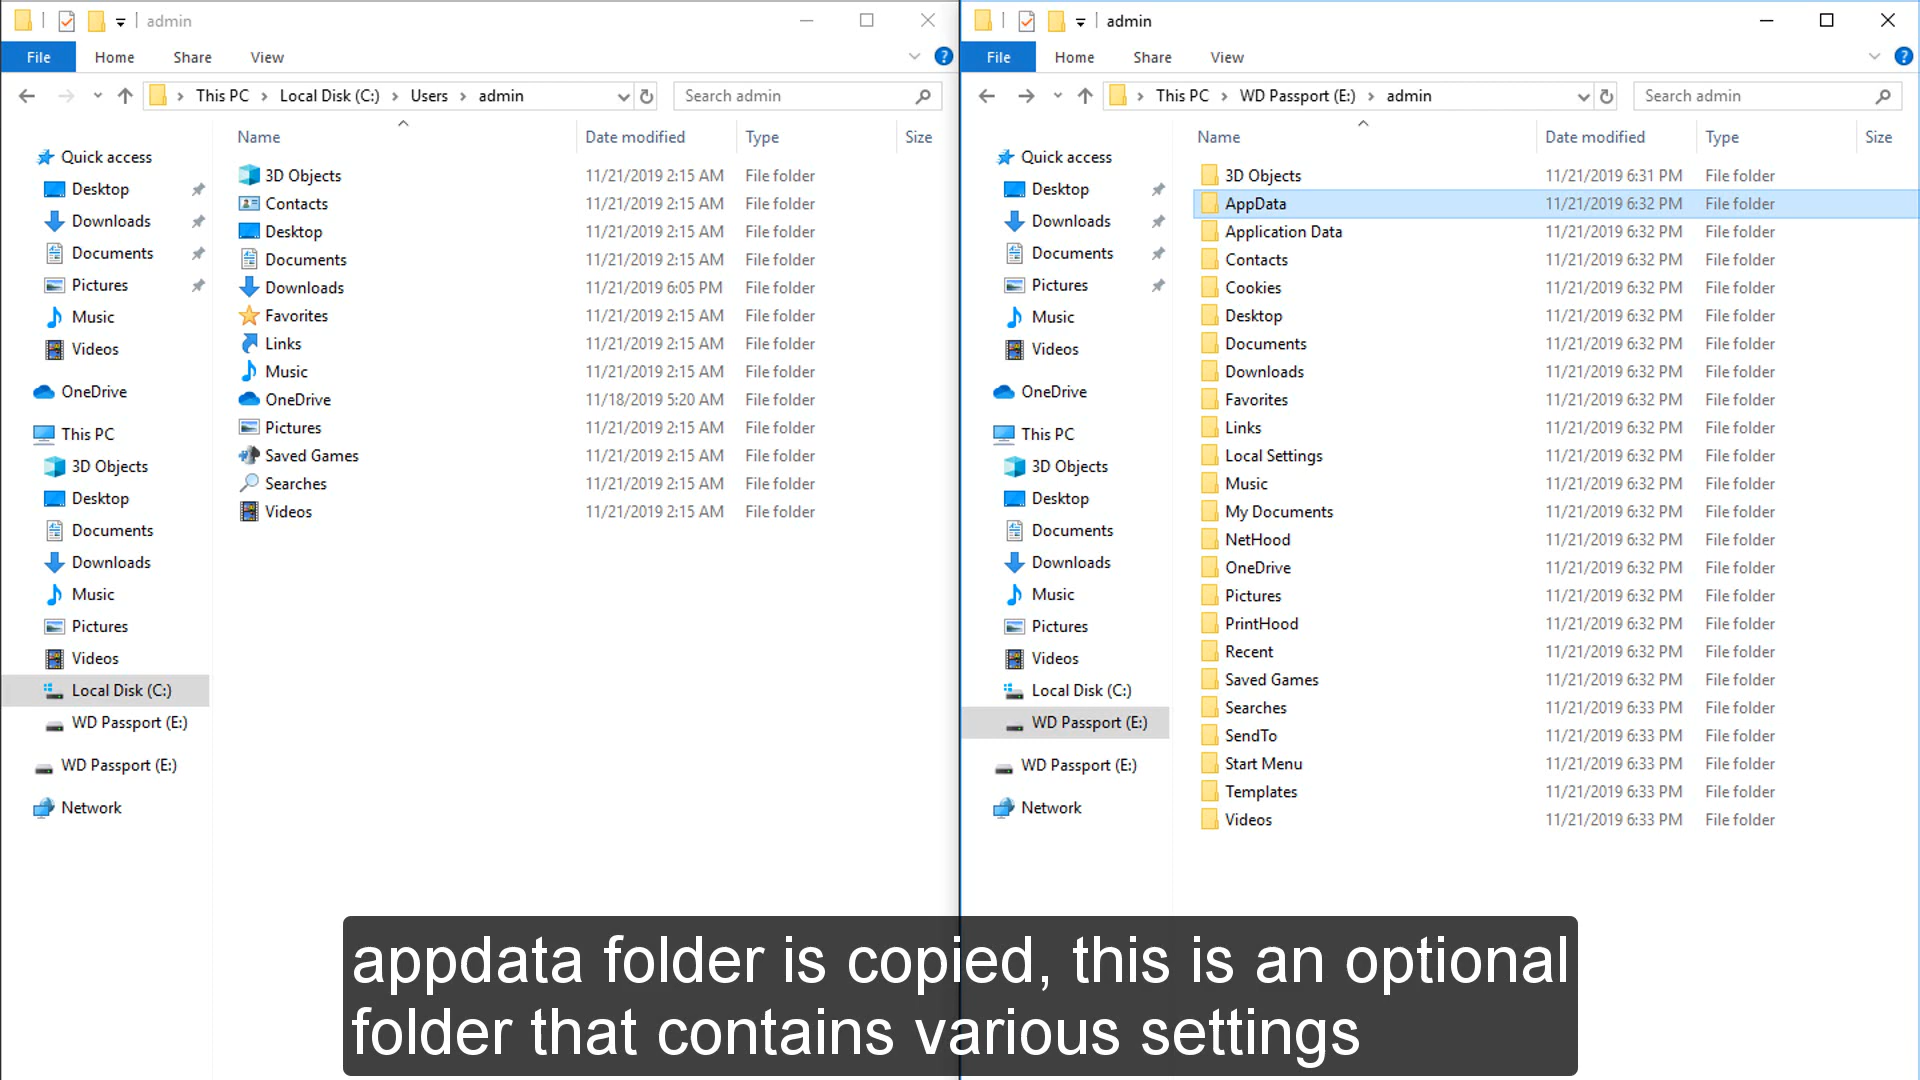 admin
File Home Share View
This PC Local Disk (C:) Users admin
Search admin
Name Date modified Type Size
Quick access
Desktop
Downloads
Documents
Pictures
Music
Videos
OneDrive
This PC
3D Objects
Desktop
Documents
Downloads
Music
Pictures
Videos
Local Disk (C:)
WD Passport (E:)
WD Passport (E:)
Network
3D Objects 11/21/2019 2:15 AM File folder
Contacts 11/21/2019 2:15 AM File folder
Desktop 11/21/2019 2:15 AM File folder
Documents 11/21/2019 2:15 AM File folder
Downloads 11/21/2019 6:05 PM File folder
Favorites 11/21/2019 2:15 AM File folder
Links 11/21/2019 2:15 AM File folder
Music 11/21/2019 2:15 AM File folder
OneDrive 11/18/2019 5:20 AM File folder
Pictures 11/21/2019 2:15 AM File folder
Saved Games 11/21/2019 2:15 AM File folder
Searches 11/21/2019 2:15 AM File folder
Videos 11/21/2019 2:15 AM File folder
admin
File Home Share View
This PC WD Passport (E:) admin
Search admin
Name Date modified Type Size
Quick access
Desktop
Downloads
Documents
Pictures
Music
Videos
OneDrive
This PC
3D Objects
Desktop
Documents
Downloads
Music
Pictures
Videos
Local Disk (C:)
WD Passport (E:)
WD Passport (E:)
Network
3D Objects 11/21/2019 6:31 PM File folder
AppData 11/21/2019 6:32 PM File folder
Application Data 11/21/2019 6:32 PM File folder
Contacts 11/21/2019 6:32 PM File folder
Cookies 11/21/2019 6:32 PM File folder
Desktop 11/21/2019 6:32 PM File folder
Documents 11/21/2019 6:32 PM File folder
Downloads 11/21/2019 6:32 PM File folder
Favorites 11/21/2019 6:32 PM File folder
Links 11/21/2019 6:32 PM File folder
Local Settings 11/21/2019 6:32 PM File folder
Music 11/21/2019 6:32 PM File folder
My Documents 11/21/2019 6:32 PM File folder
NetHood 11/21/2019 6:32 PM File folder
OneDrive 11/21/2019 6:32 PM File folder
Pictures 11/21/2019 6:32 PM File folder
PrintHood 11/21/2019 6:32 PM File folder
Recent 11/21/2019 6:32 PM File folder
Saved Games 11/21/2019 6:32 PM File folder
Searches 11/21/2019 6:33 PM File folder
SendTo 11/21/2019 6:33 PM File folder
Start Menu 11/21/2019 6:33 PM File folder
Templates 11/21/2019 6:33 PM File folder
Videos 11/21/2019 6:33 PM File folder
appdata folder is copied, this is an optional
folder that contains various settings